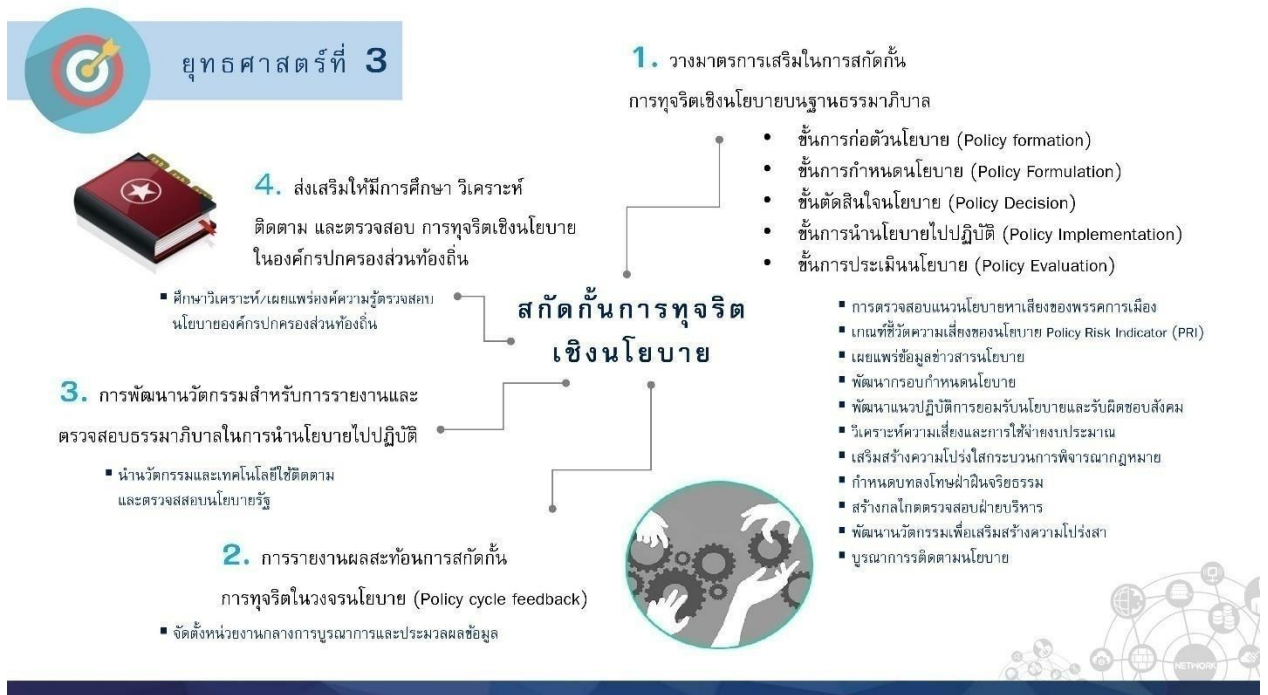 ยุทธศาสตร์ที่ 3
1. วางมาตรการเสริมในการสกัดกั้น
การทุจริตเชิงนโยบายบนฐานธรรมาภิบาล
• ขั้นการก่อตัวนโยบาย (Policy formation)
• ขั้นการกำหนดนโยบาย (Policy Formulation)
• ขั้นตัดสินใจนโยบาย (Policy Decision)
• ขั้นการนำนโยบายไปปฏิบัติ (Policy Implementation)
• ขั้นการประเมินนโยบาย (Policy Evaluation)
▪ การตรวจสอบแนวนโยบายหาเสียงของพรรคการเมือง
▪ เกณฑ์ชี้วัดความเสี่ยงของนโยบาย Policy Risk Indicator (PRI)
▪ เผยแพร่ข้อมูลข่าวสารนโยบาย
▪ พัฒนากรอบกำหนดนโยบาย
▪ พัฒนาแนวปฏิบัติการยอมรับนโยบายและรับผิดชอบสังคม
▪ วิเคราะห์ความเสี่ยงและการใช้จ่ายงบประมาณ
▪ เสริมสร้างความโปร่งใสกระบวนการพิจารณากฎหมาย
▪ กำหนดบทลงโทษฝ่าฝืนจริยธรรม
▪ สร้างกลไกตรวจสอบฝ่ายบริหาร
▪ พัฒนานวัตกรรมเพื่อเสริมสร้างความโปร่งสา
▪ บูรณาการรติดตามนโยบาย
4. ส่งเสริมให้มีการศึกษา วิเคราะห์
ติดตาม และตรวจสอบ การทุจริตเชิงนโยบาย
ในองค์กรปกครองส่วนท้องถิ่น
▪ ศึกษาวิเคราะห์/เผยแพร่องค์ความรู้ตรวจสอบ
นโยบายองค์กรปกครองส่วนท้องถิ่น
สกัดกั้นการทุจริต
เชิงนโยบาย
3. การพัฒนานวัตกรรมสำหรับการรายงานและ
ตรวจสอบธรรมาภิบาลในการนำนโยบายไปปฏิบัติ
▪ นำนวัตกรรมและเทคโนโลยีใช้ติดตาม
และตรวจสสอบนโยบายรัฐ
2. การรายงานผลสะท้อนการสกัดกั้น
การทุจริตในวงจรนโยบาย (Policy cycle feedback)
▪ จัดตั้งหน่วยงานกลางการบูรณาการและประมวลผลข้อมูล
NETWORK